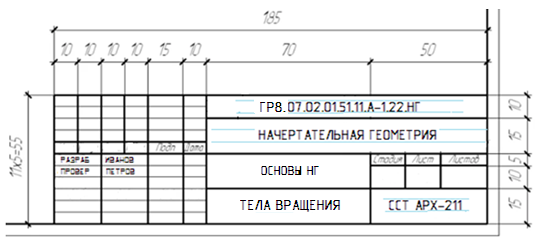 185
10 10 10 10 15 10 70 50
ГР8.07.02.01.51.11.А-1.22.НГ 10
НАЧЕРТАТЕЛЬНАЯ ГЕОМЕТРИЯ 15
11х5=55
Подп Дата
РАЗРАБ ИВАНОВ Стадия Лист Листов 5
ПРОВЕР ПЕТРОВ ОСНОВЫ НГ 10
ТЕЛА ВРАЩЕНИЯ ССТ АРХ-211 15